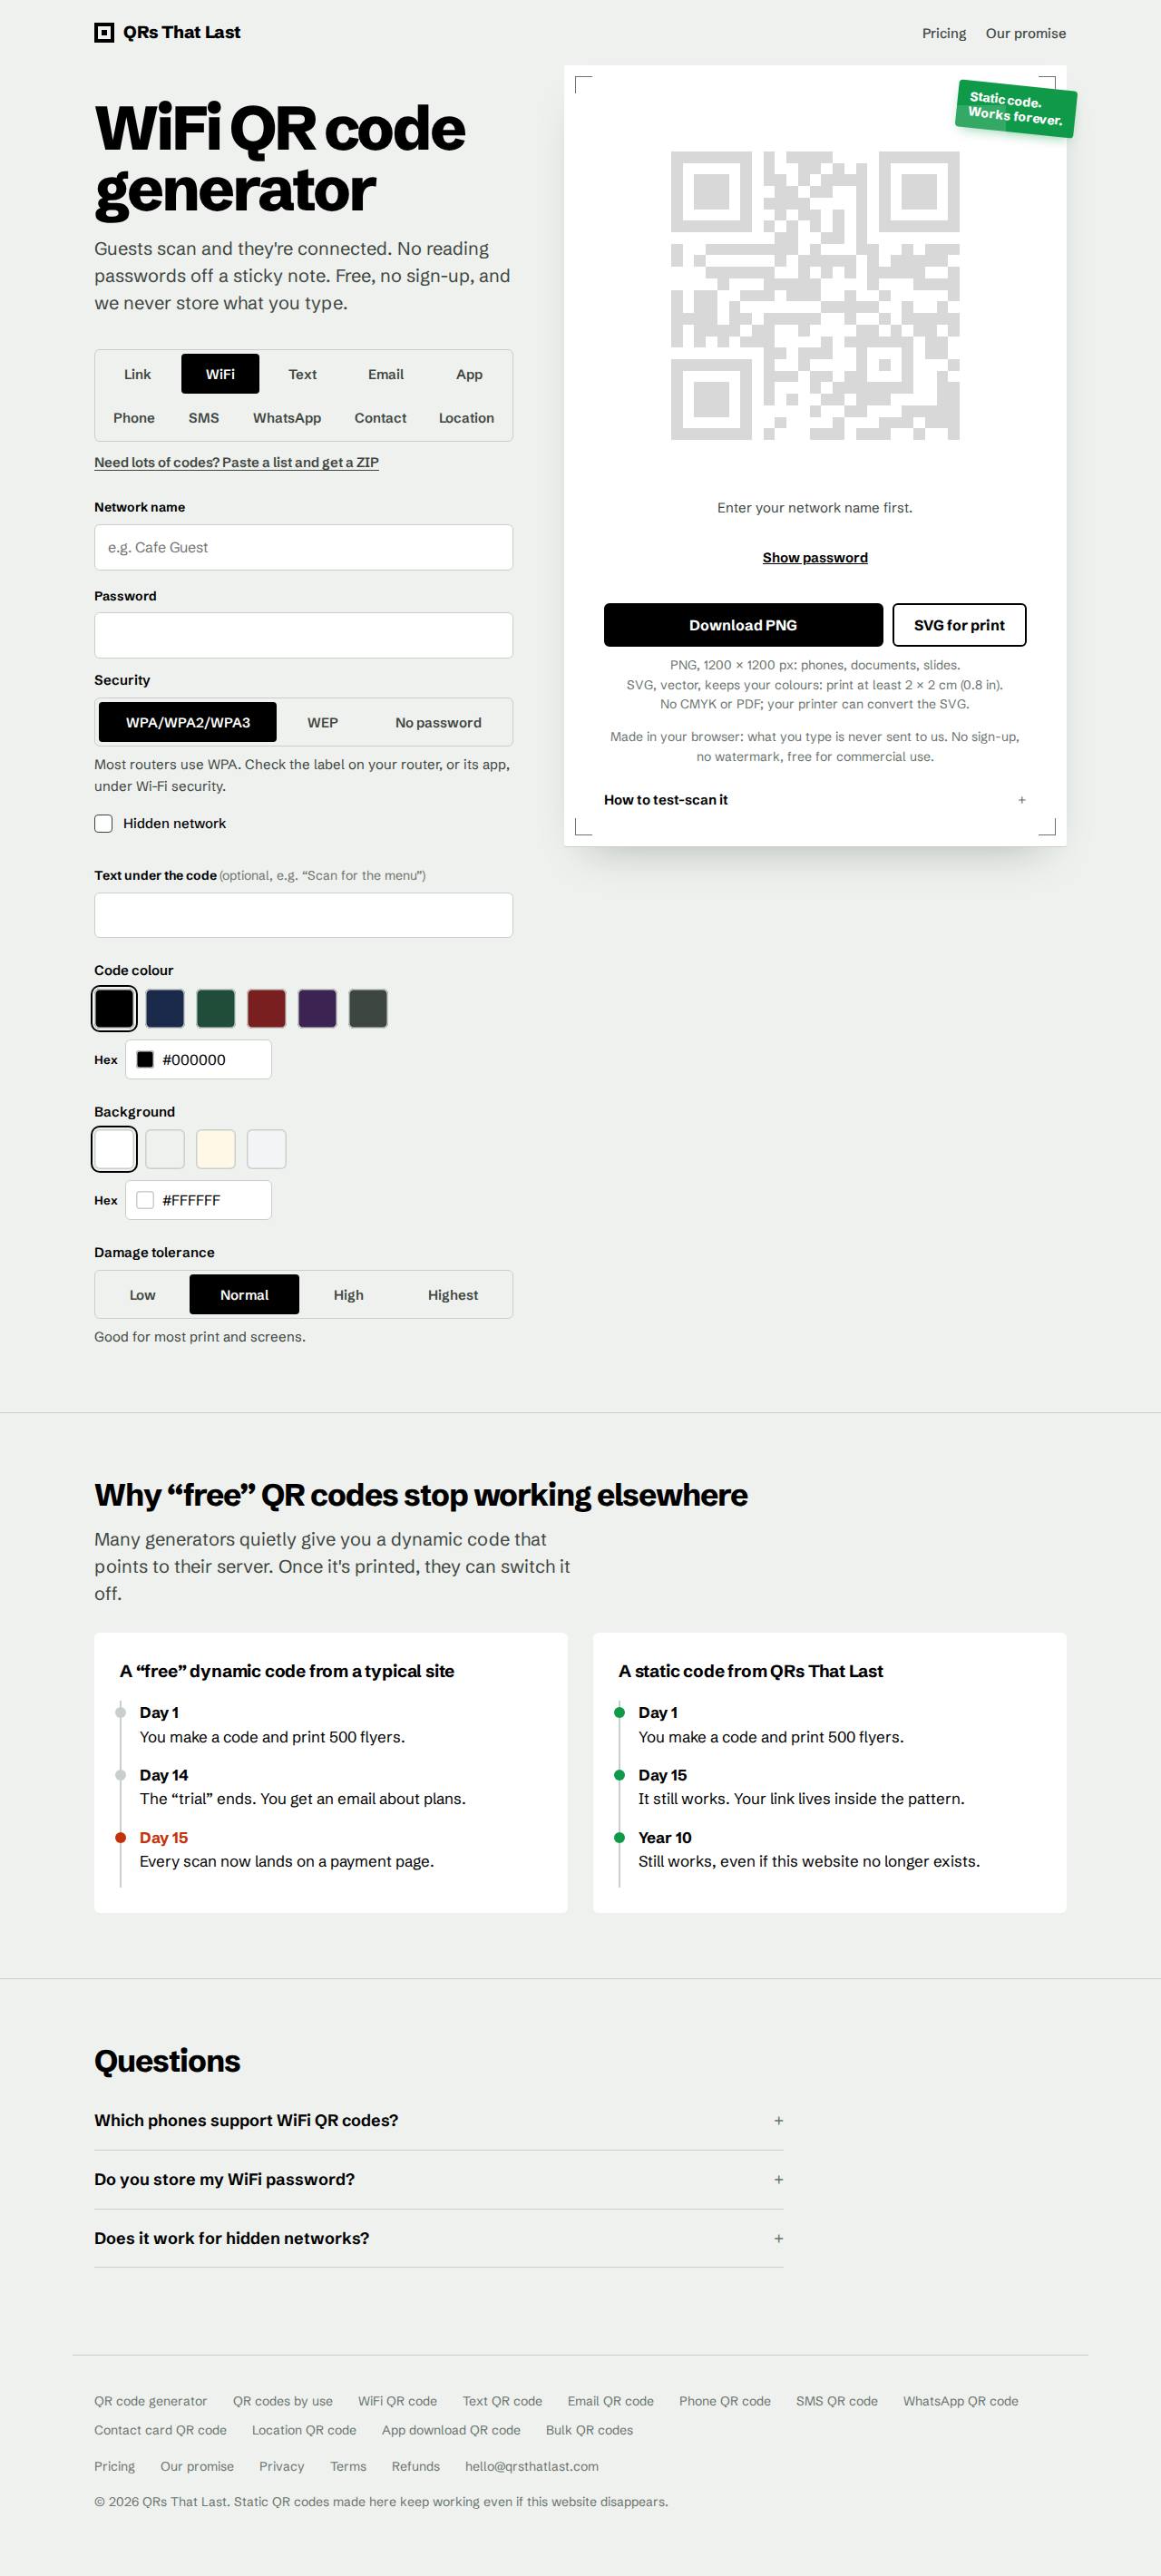 QRs That Last
Pricing
Our promise
WiFi QR code
generator
Guests scan and they're connected. No reading
passwords off a sticky note. Free, no sign-up, and
we never store what you type.
Link
WiFi
Text
Email
App
Phone
SMS
WhatsApp
Contact
Location
Need lots of codes? Paste a list and get a ZIP
Network name
e.g. Cafe Guest
Password
Security
WPA/WPA2/WPA3
WEP
No password
Most routers use WPA. Check the label on your router, or its app,
under Wi-Fi security.
Hidden network
Text under the code (optional, e.g. “Scan for the menu”)
Code colour
Hex
#000000
Background
Hex
#FFFFFF
Damage tolerance
Low
Normal
High
Highest
Good for most print and screens.
Static code.
Works forever.
Enter your network name first.
Show password
Download PNG
SVG for print
PNG, 1200 × 1200 px: phones, documents, slides.
SVG, vector, keeps your colours: print at least 2 × 2 cm (0.8 in).
No CMYK or PDF; your printer can convert the SVG.
Made in your browser: what you type is never sent to us. No sign-up,
no watermark, free for commercial use.
How to test-scan it
+
Why “free” QR codes stop working elsewhere
Many generators quietly give you a dynamic code that
points to their server. Once it's printed, they can switch it
off.
A “free” dynamic code from a typical site
Day 1
You make a code and print 500 flyers.
Day 14
The “trial” ends. You get an email about plans.
Day 15
Every scan now lands on a payment page.
A static code from QRs That Last
Day 1
You make a code and print 500 flyers.
Day 15
It still works. Your link lives inside the pattern.
Year 10
Still works, even if this website no longer exists.
Questions
Which phones support WiFi QR codes?
+
Do you store my WiFi password?
+
Does it work for hidden networks?
+
QR code generator
QR codes by use
WiFi QR code
Text QR code
Email QR code
Phone QR code
SMS QR code
WhatsApp QR code
Contact card QR code
Location QR code
App download QR code
Bulk QR codes
Pricing
Our promise
Privacy
Terms
Refunds
hello@qrsthatlast.com
© 2026 QRs That Last. Static QR codes made here keep working even if this website disappears.